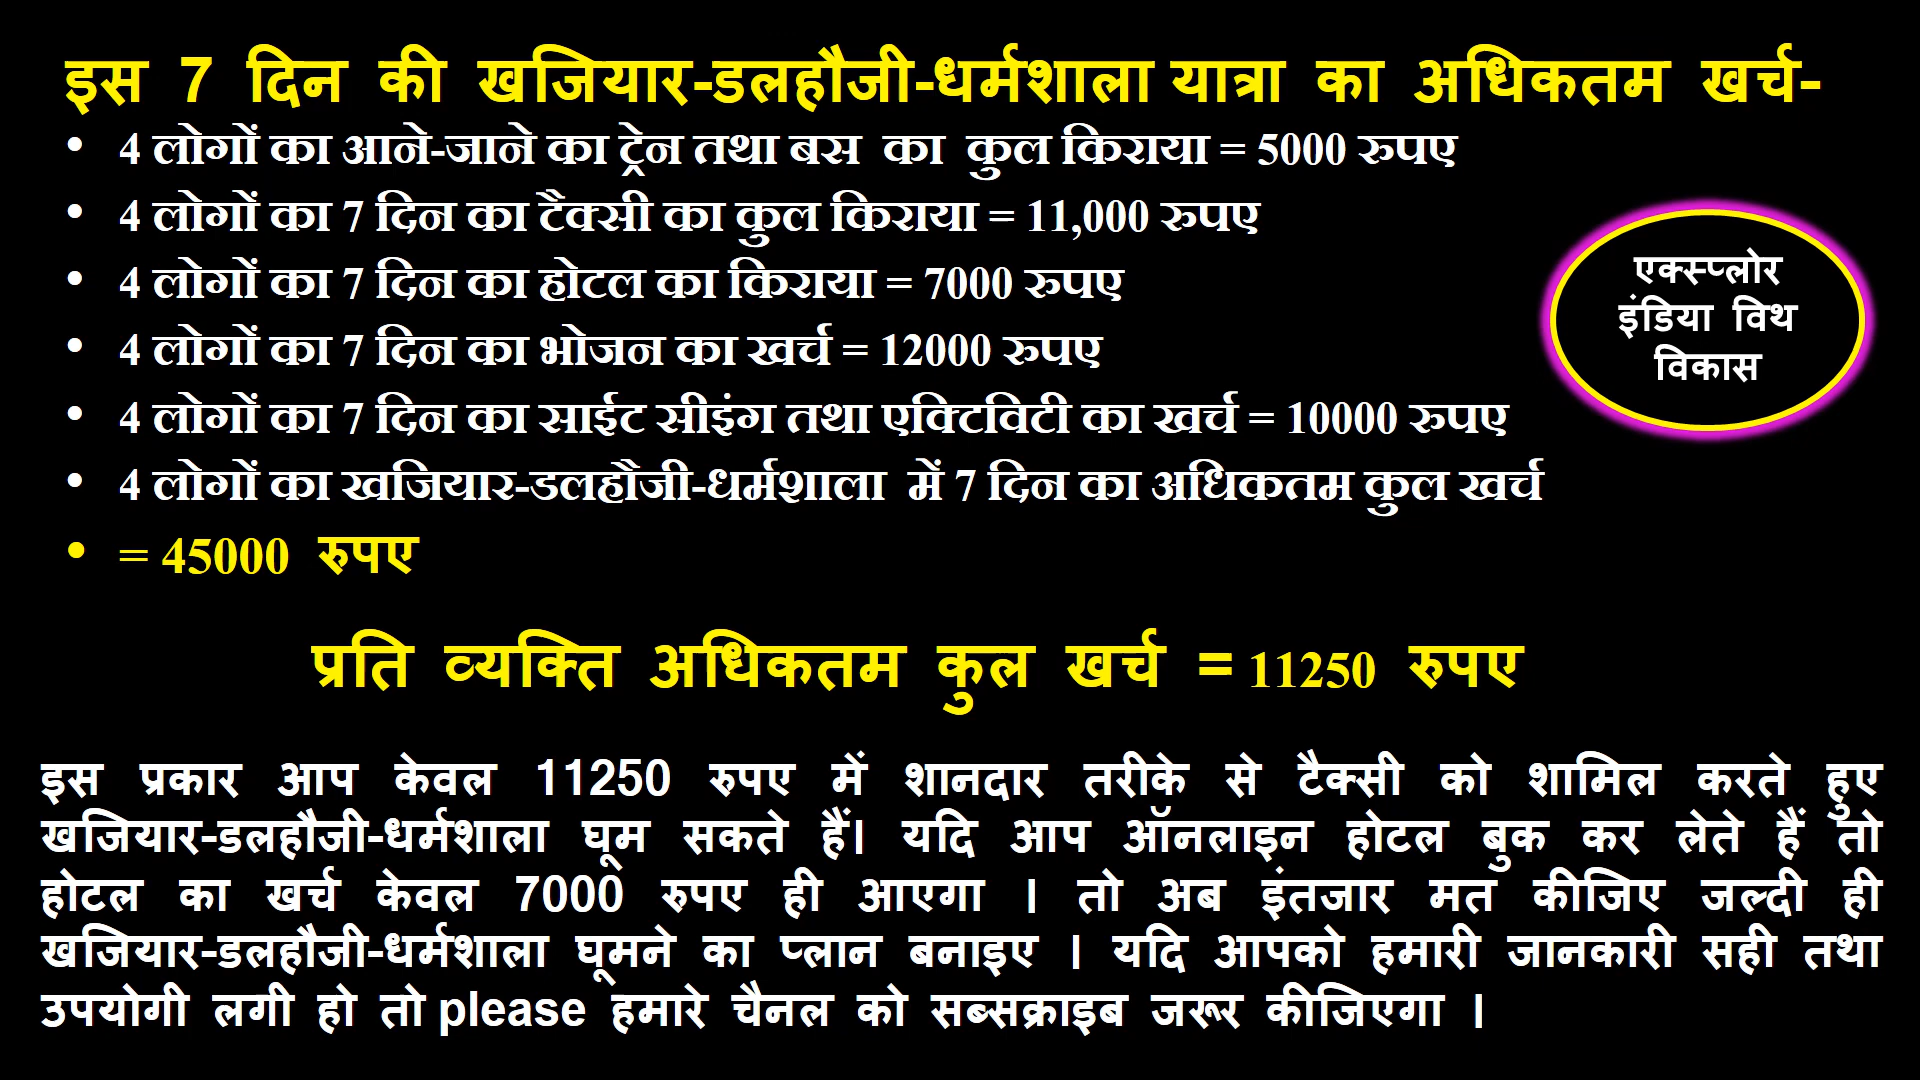 इस 7 दिन की खजियार-डलहौजी-धर्मशाला यात्रा का अधिकतम खर्च-
• 4 लोगों का आने-जाने का ट्रेन तथा बस का कुल किराया = 5000 रुपए
• 4 लोगों का 7 दिन का टैक्सी का कुल किराया = 11,000 रुपए
• 4 लोगों का 7 दिन का होटल का किराया = 7000 रुपए
• 4 लोगों का 7 दिन का भोजन का खर्च = 12000 रुपए
• 4 लोगों का 7 दिन का साईट सीइंग तथा एक्टिविटी का खर्च = 10000 रुपए
• 4 लोगों का खजियार-डलहौजी-धर्मशाला में 7 दिन का अधिकतम कुल खर्च
• = 45000 रुपए
एक्स्प्लोर
इंडिया विथ
विकास
प्रति व्यक्ति अधिकतम कुल खर्च = 11250 रुपए
इस प्रकार आप केवल 11250 रुपए में शानदार तरीके से टैक्सी को शामिल करते हुए
खजियार-डलहौजी-धर्मशाला घूम सकते हैं। यदि आप ऑनलाइन होटल बुक कर लेते हैं तो
होटल का खर्च केवल 7000 रुपए ही आएगा । तो अब इंतजार मत कीजिए जल्दी ही
खजियार-डलहौजी-धर्मशाला घूमने का प्लान बनाइए । यदि आपको हमारी जानकारी सही तथा
उपयोगी लगी हो तो please हमारे चैनल को सब्सक्राइब जरूर कीजिएगा ।